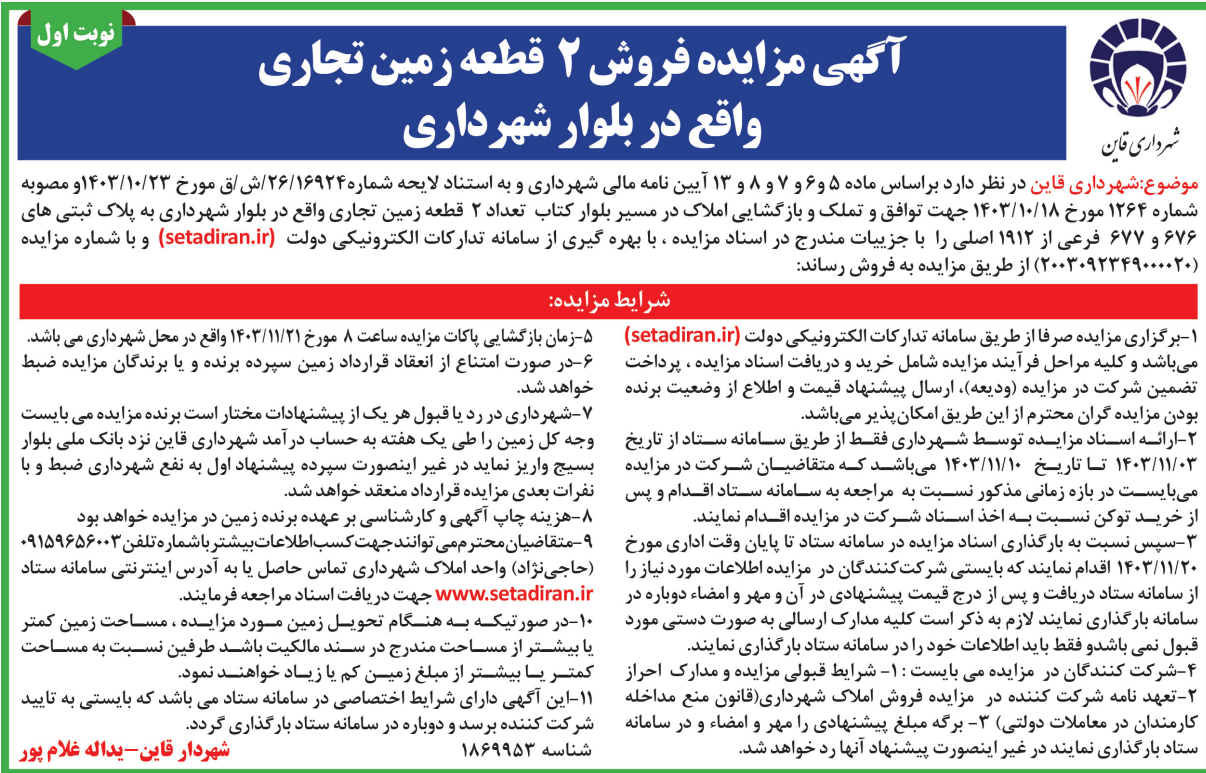 نوبت اول
آگهی مزایده فروش ۲ قطعه زمین تجاری
واقع در بلوار شهرداری
شهرداری قاین
موضوع:شهرداری قاین در نظر دارد براساس ماده ۵ و۶ و ۷ و ۸ و ۱۳ آیین نامه مالی شهرداری و به استناد لایحه شماره۲۶/۱۶۹۲۴/ش/ق مورخ ۱۴۰۳/۱۰/۲۳و مصوبه
شماره ۱۲۶۴ مورخ ۱۴۰۳/۱۰/۱۸ جهت توافق و تملک و بازگشایی املاک در مسیر بلوار کتاب تعداد ۲ قطعه زمین تجاری واقع در بلوار شهرداری به پلاک ثبتی های
۶۷۶ و ۶۷۷ فرعی از ۱۹۱۲ اصلی را با جزییات مندرج در اسناد مزایده ، با بهره گیری از سامانه تدارکات الکترونیکی دولت (setadiran.ir) و با شماره مزایده
(۲۰۰۳۰۹۲۳۴۹۰۰۰۰۲۰) از طریق مزایده به فروش رساند:
شرایط مزایده:
۱-برگزاری مزایده صرفا از طریق سامانه تدارکات الکترونیکی دولت (setadiran.ir)
می‌باشد و کلیه مراحل فرآیند مزایده شامل خرید و دریافت اسناد مزایده ، پرداخت
تضمین شرکت در مزایده (ودیعه)، ارسال پیشنهاد قیمت و اطلاع از وضعیت برنده
بودن مزایده گران محترم از این طریق امکان‌پذیر می‌باشد.
۲-ارائه اسناد مزایده توسط شهرداری فقط از طریق سامانه ستاد از تاریخ
۱۴۰۳/۱۱/۰۳ تا تاریخ ۱۴۰۳/۱۱/۱۰ می‌باشد که متقاضیان شرکت در مزایده
می‌بایست در بازه زمانی مذکور نسبت به مراجعه به سامانه ستاد اقدام و پس
از خرید توکن نسبت به اخذ اسناد شرکت در مزایده اقدام نمایند.
۳-سپس نسبت به بارگذاری اسناد مزایده در سامانه ستاد تا پایان وقت اداری مورخ
۱۴۰۳/۱۱/۲۰ اقدام نمایند که بایستی شرکت‌کنندگان در مزایده اطلاعات مورد نیاز را
از سامانه ستاد دریافت و پس از درج قیمت پیشنهادی در آن و مهر و امضاء دوباره در
سامانه بارگذاری نمایند لازم به ذکر است کلیه مدارک ارسالی به صورت دستی مورد
قبول نمی باشدو فقط باید اطلاعات خود را در سامانه ستاد بارگذاری نمایند.
۴-شرکت کنندگان در مزایده می بایست : ۱- شرایط قبولی مزایده و مدارک احراز
۲-تعهد نامه شرکت کننده در مزایده فروش املاک شهرداری(قانون منع مداخله
کارمندان در معاملات دولتی) ۳- برگه مبلغ پیشنهادی را مهر و امضاء و در سامانه
ستاد بارگذاری نمایند در غیر اینصورت پیشنهاد آنها رد خواهد شد.
۵-زمان بازگشایی پاکات مزایده ساعت ۸ مورخ ۱۴۰۳/۱۱/۲۱ واقع در محل شهرداری می باشد.
۶-در صورت امتناع از انعقاد قرارداد زمین سپرده برنده و یا برندگان مزایده ضبط
خواهد شد.
۷-شهرداری در رد یا قبول هر یک از پیشنهادات مختار است برنده مزایده می بایست
وجه کل زمین را طی یک هفته به حساب درآمد شهرداری قاین نزد بانک ملی بلوار
بسیج واریز نماید در غیر اینصورت سپرده پیشنهاد اول به نفع شهرداری ضبط و با
نفرات بعدی مزایده قرارداد منعقد خواهد شد.
۸-هزینه چاپ آگهی و کارشناسی بر عهده برنده زمین در مزایده خواهد بود
۹-متقاضیان محترم می توانند جهت کسب اطلاعات بیشتر با شماره تلفن ۰۹۱۵۹۶۵۶۰۰۳
(حاجی‌نژاد) واحد املاک شهرداری تماس حاصل یا به آدرس اینترنتی سامانه ستاد
www.setadiran.ir جهت دریافت اسناد مراجعه فرمایند.
۱۰-در صورتیکه به هنگام تحویل زمین مورد مزایده ، مساحت زمین کمتر
یا بیشتر از مساحت مندرج در سند مالکیت باشد طرفین نسبت به مساحت
کمتر یا بیشتر از مبلغ زمین کم یا زیاد خواهند نمود.
۱۱-این آگهی دارای شرایط اختصاصی در سامانه ستاد می باشد که بایستی به تایید
شرکت کننده برسد و دوباره در سامانه ستاد بارگذاری گردد.
شناسه ۱۸۶۹۹۵۳
شهردار قاین-یداله غلام پور